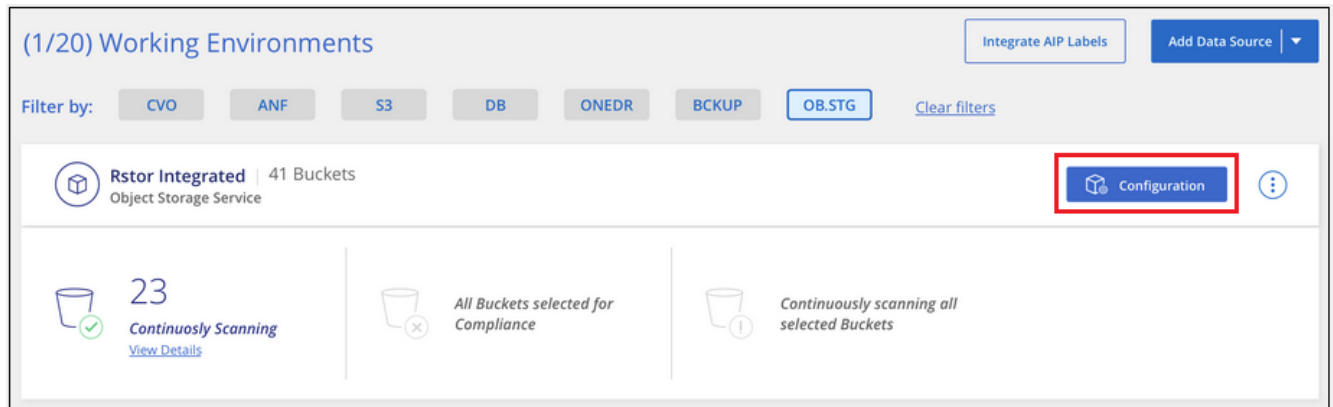 (1/20) Working Environments
Integrate AIP Labels
Add Data Source
Filter by:
CVO
ANF
S3
DB
ONEDR
BCKUP
OB.STG
Clear filters
Rstor Integrated | 41 Buckets
Object Storage Service
Configuration
23
Continuosly Scanning
View Details
All Buckets selected for
Compliance
Continuously scanning all
selected Buckets